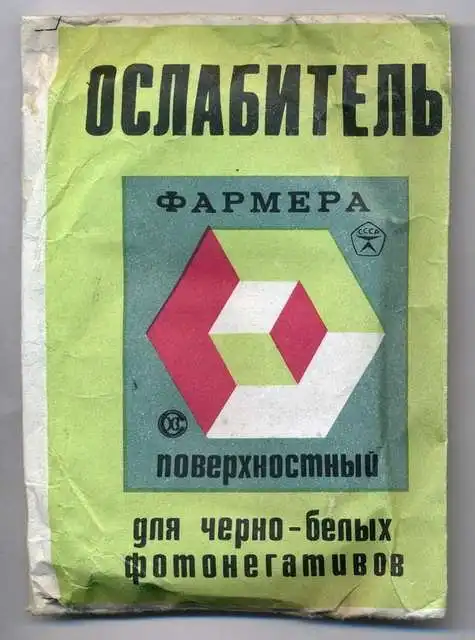 ОСЛАБИТЕЛЬ
ФАРМЕРА
СССР
поверхностный
для черно-белых
фотонегативов